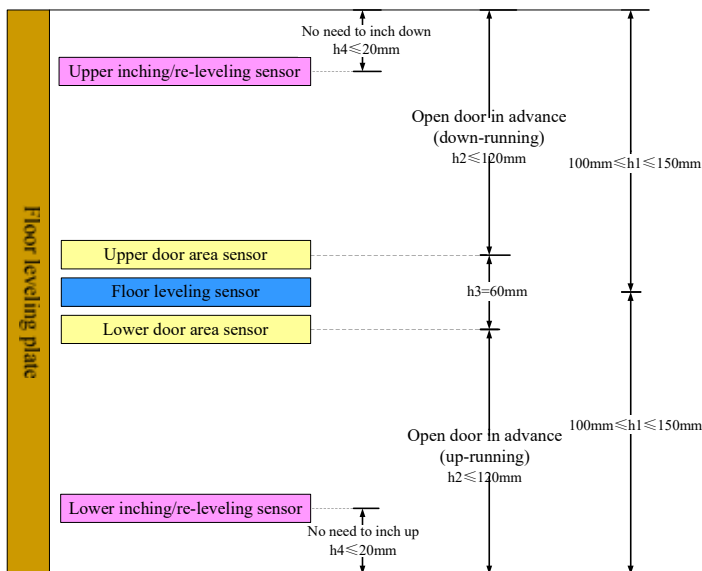 No need to inch down
h4≤20mm
Upper inching/re-leveling sensor
Open door in advance
(down-running)
h2≤120mm
100mm≤h1≤150mm
Floor leveling plate
Upper door area sensor
Floor leveling sensor
h3=60mm
Lower door area sensor
100mm≤h1≤150mm
Open door in advance
(up-running)
h2≤120mm
Lower inching/re-leveling sensor
No need to inch up
h4≤20mm